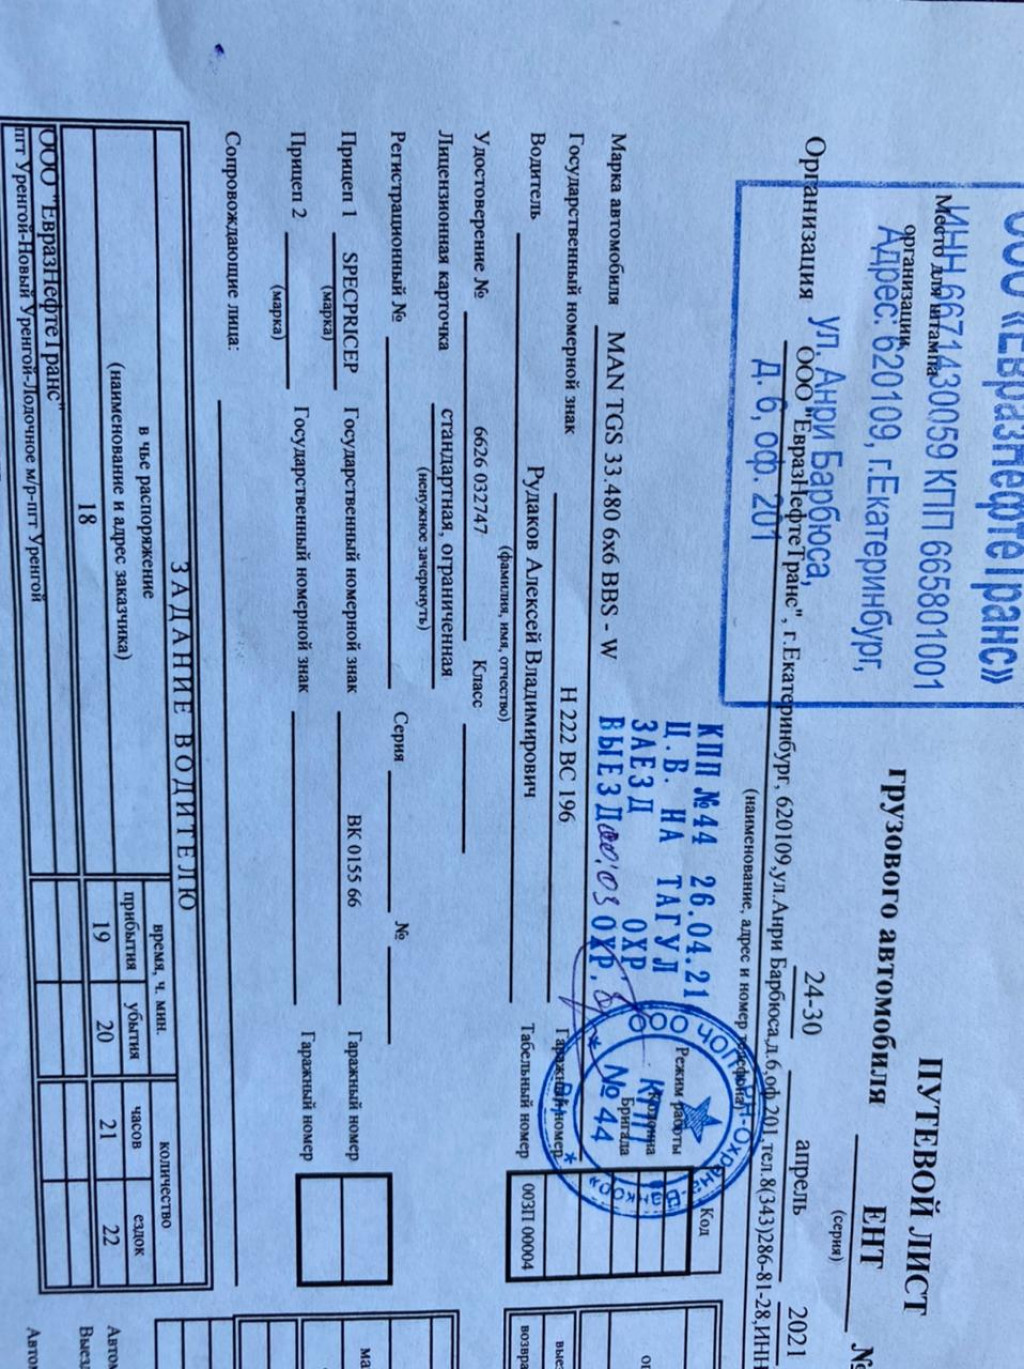 ООО «ЕвразНефтеТранс»
Место для штампа
организации
ИНН 6671430059 КПП 665801001
Адрес: 620109, г.Екатеринбург,
ул. Анри Барбюса,
д. 6, оф. 201
ПУТЕВОЙ ЛИСТ
грузового автомобиля ЕНТ №
(серия)
24-30 апрель 2021
Организация ООО "ЕвразНефтеТранс", г.Екатеринбург, 620109,ул.Анри Барбюса,д.6,оф.201,тел.8(343)286-81-28,ИНН
(наименование, адрес и номер телефона)
КПП №44 26.04.21
Ц.В. НА ТАГУЛ
ЗАЕЗД ОХР.
ВЫЕЗД 00:03 ОХР.
КПП
№ 44
Код
Режим работы
Колонна
Бригада
Марка автомобиля MAN TGS 33.480 6x6 BBS - W
Государственный номерной знак Н 222 ВС 196 Гаражный номер
Водитель Рудаков Алексей Владимирович Табельный номер 00ЗП 00004
(фамилия, имя, отчество)
Удостоверение № 6626 032747 Класс
Лицензионная карточка стандартная, ограниченная
(ненужное зачеркнуть)
Регистрационный № Серия №
Прицеп 1 SPECPRICEP Государственный номерной знак ВК 0155 66 Гаражный номер
(марка)
Прицеп 2 Государственный номерной знак Гаражный номер
(марка)
Сопровождающие лица:
ЗАДАНИЕ ВОДИТЕЛЮ
в чье распоряжение
(наименование и адрес заказчика)
время, ч. мин.
количество
прибытия убытия часов ездок
18 19 20 21 22
ООО "ЕвразНефтеТранс"
пгт Уренгой-Новый Уренгой-Лодочное м/р-пгт Уренгой